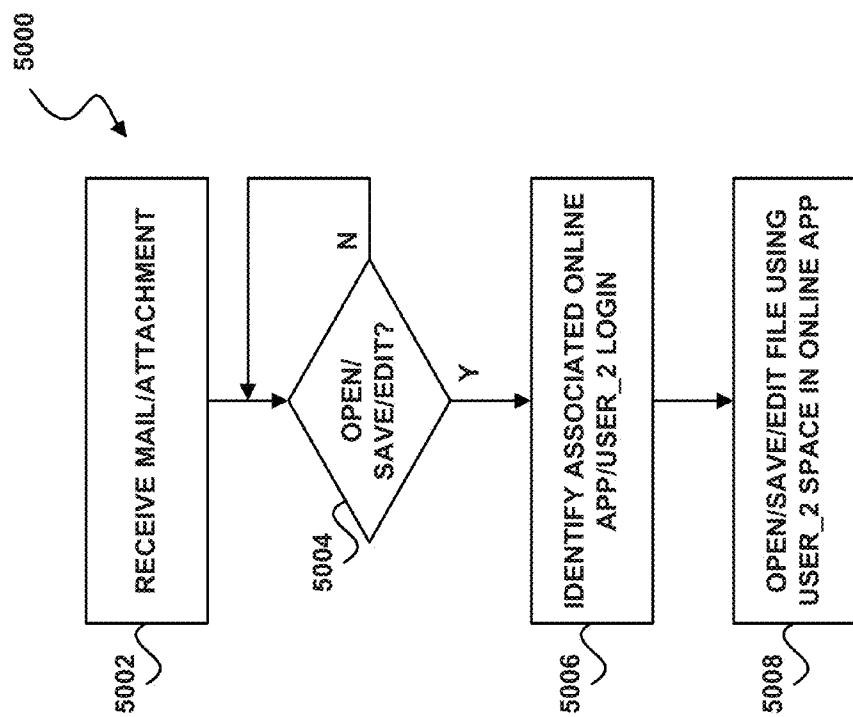 5000
RECEIVE MAIL/ATTACHMENT
5002
OPEN/
SAVE/EDIT?
N
5004
Y
IDENTIFY ASSOCIATED ONLINE
APP/USER_2 LOGIN
5006
OPEN/SAVE/EDIT FILE USING
USER_2 SPACE IN ONLINE APP
5008